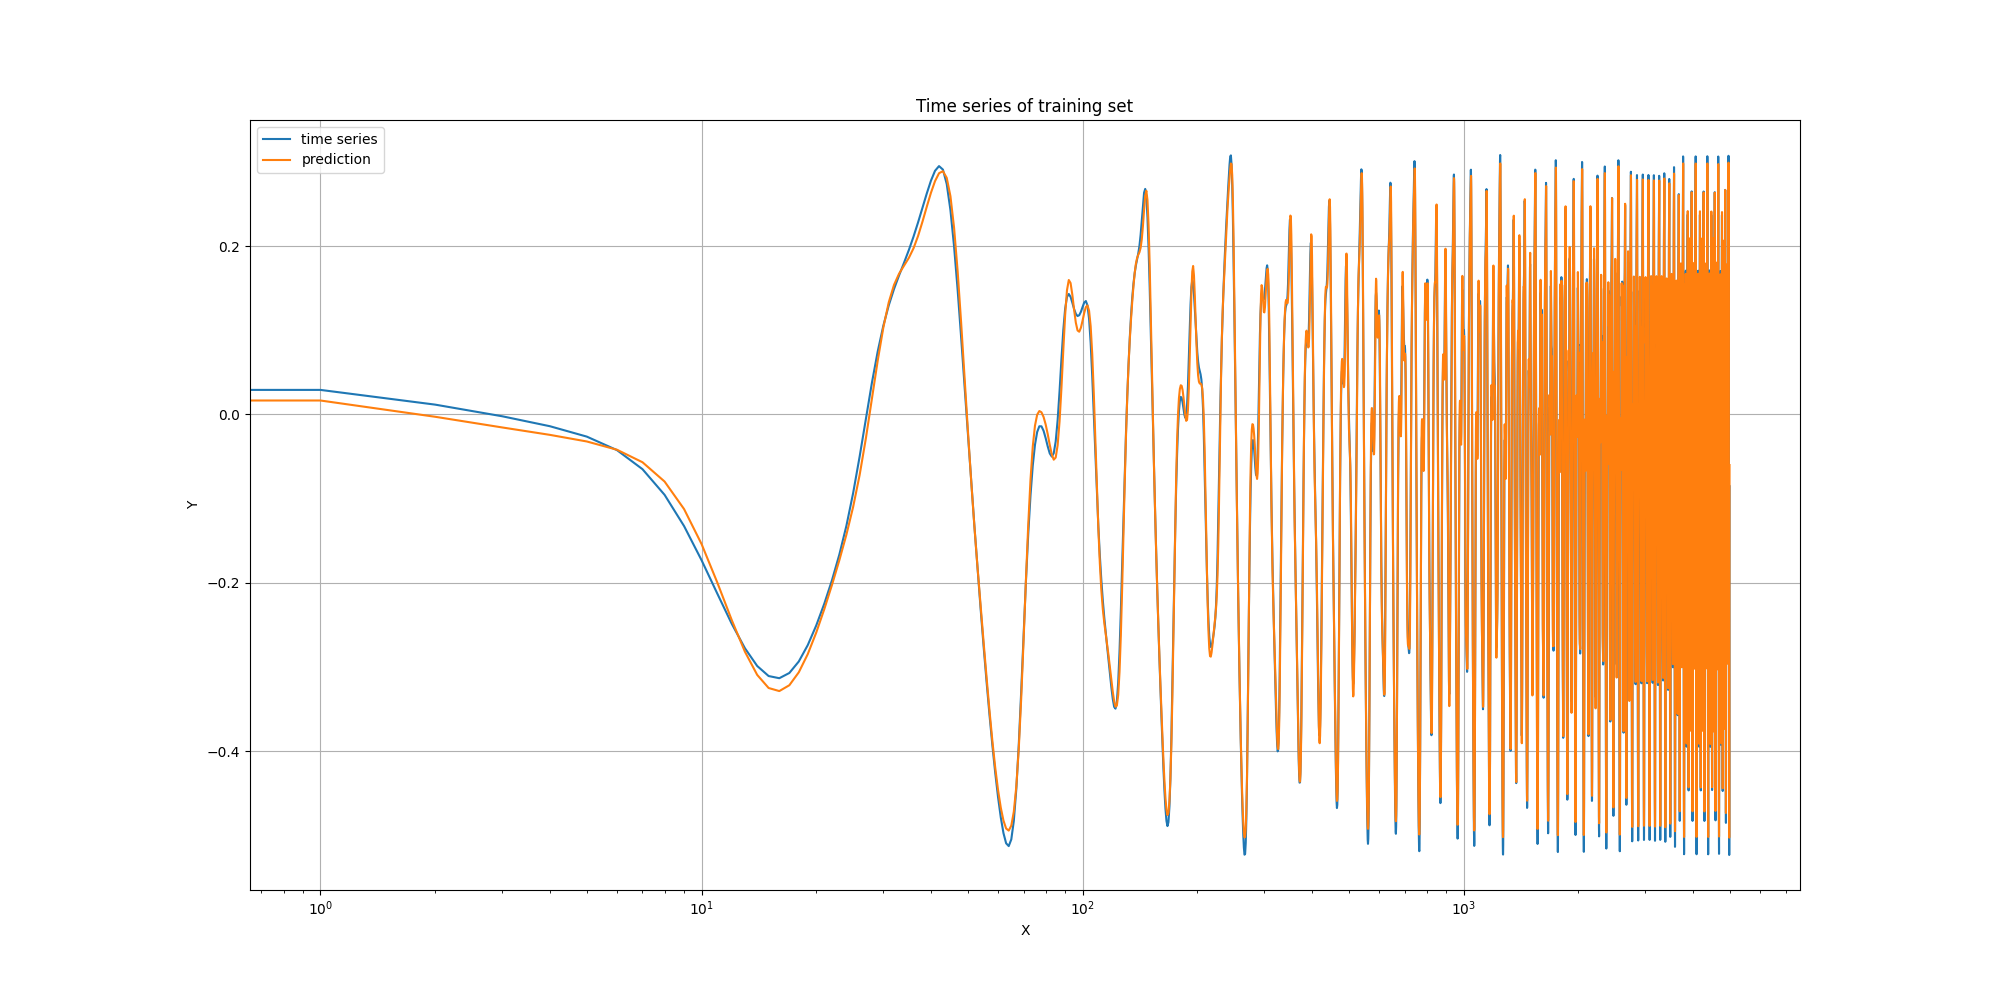 Time series of training set
time series
prediction
0.2
0.0
−0.2
−0.4
Y
10⁰ 10¹ 10² 10³
X